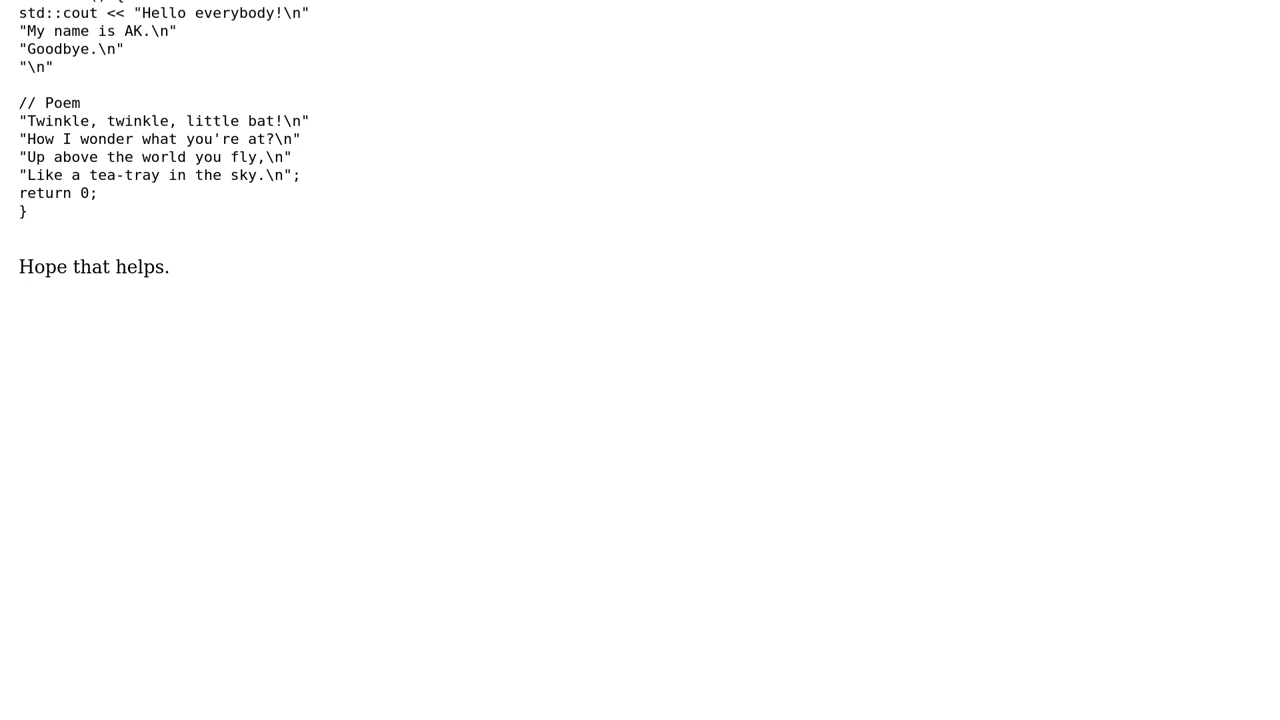 std::cout << "Hello everybody!\n"
"My name is AK.\n"
"Goodbye.\n"
"\n"
// Poem
"Twinkle, twinkle, little bat!\n"
"How I wonder what you're at?\n"
"Up above the world you fly,\n"
"Like a tea-tray in the sky.\n";
return 0;
}
Hope that helps.